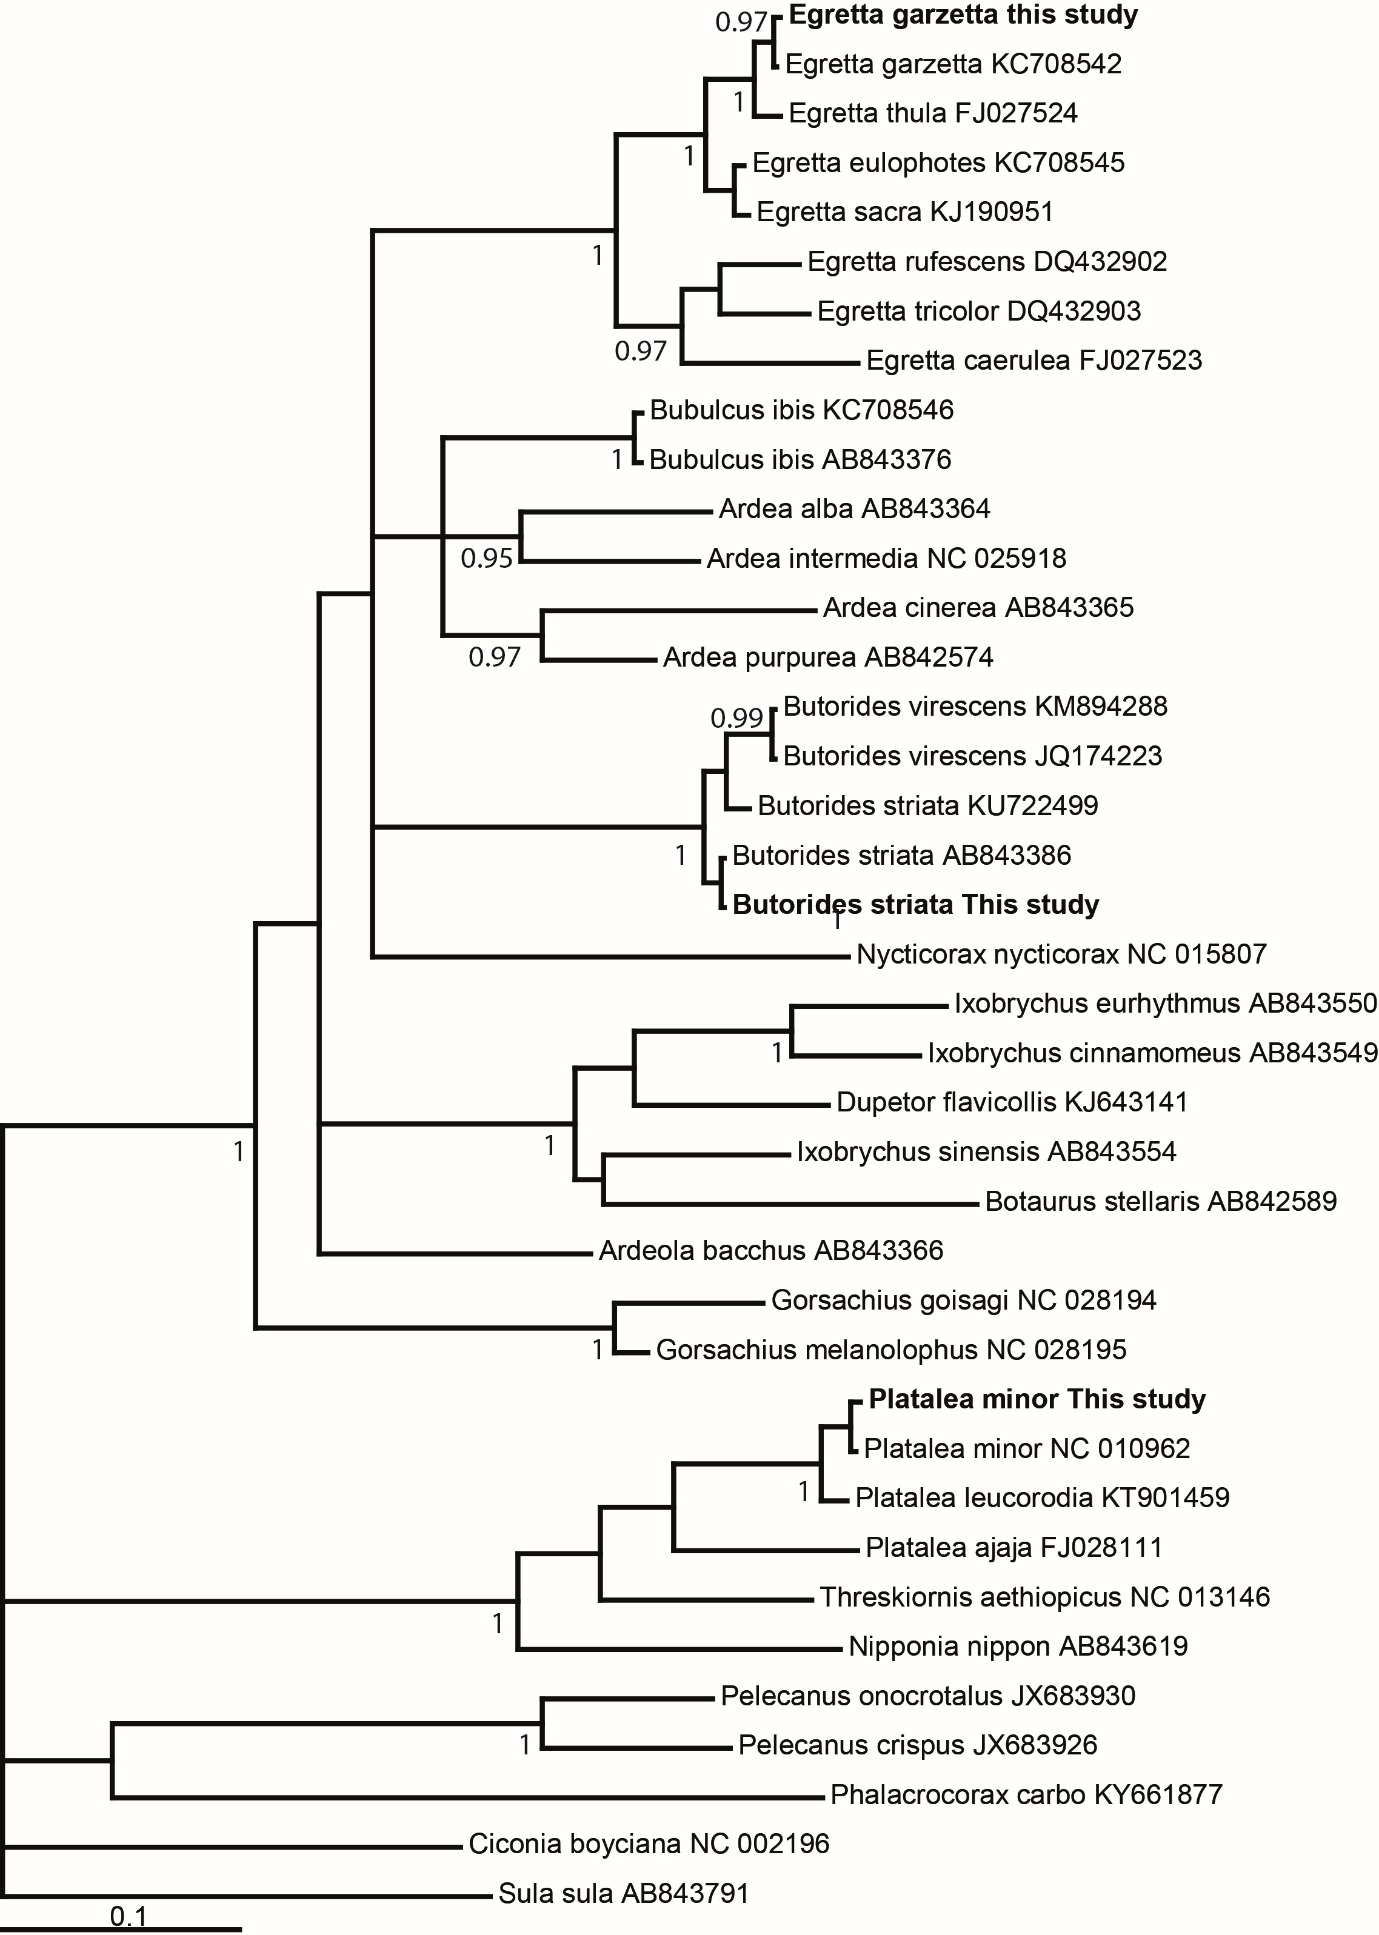 0.97
Egretta garzetta this study
Egretta garzetta KC708542
1
Egretta thula FJ027524
1
Egretta eulophotes KC708545
Egretta sacra KJ190951
1
Egretta rufescens DQ432902
Egretta tricolor DQ432903
0.97
Egretta caerulea FJ027523
Bubulcus ibis KC708546
1
Bubulcus ibis AB843376
Ardea alba AB843364
0.95
Ardea intermedia NC 025918
Ardea cinerea AB843365
0.97
Ardea purpurea AB842574
0.99
Butorides virescens KM894288
Butorides virescens JQ174223
Butorides striata KU722499
1
Butorides striata AB843386
Butorides striata This study
1
Nycticorax nycticorax NC 015807
Ixobrychus eurhythmus AB843550
1
Ixobrychus cinnamomeus AB843549
Dupetor flavicollis KJ643141
1
1
Ixobrychus sinensis AB843554
Botaurus stellaris AB842589
Ardeola bacchus AB843366
Gorsachius goisagi NC 028194
1
Gorsachius melanolophus NC 028195
Platalea minor This study
Platalea minor NC 010962
1
Platalea leucorodia KT901459
Platalea ajaja FJ028111
Threskiornis aethiopicus NC 013146
1
Nipponia nippon AB843619
Pelecanus onocrotalus JX683930
1
Pelecanus crispus JX683926
Phalacrocorax carbo KY661877
Ciconia boyciana NC 002196
Sula sula AB843791
0.1